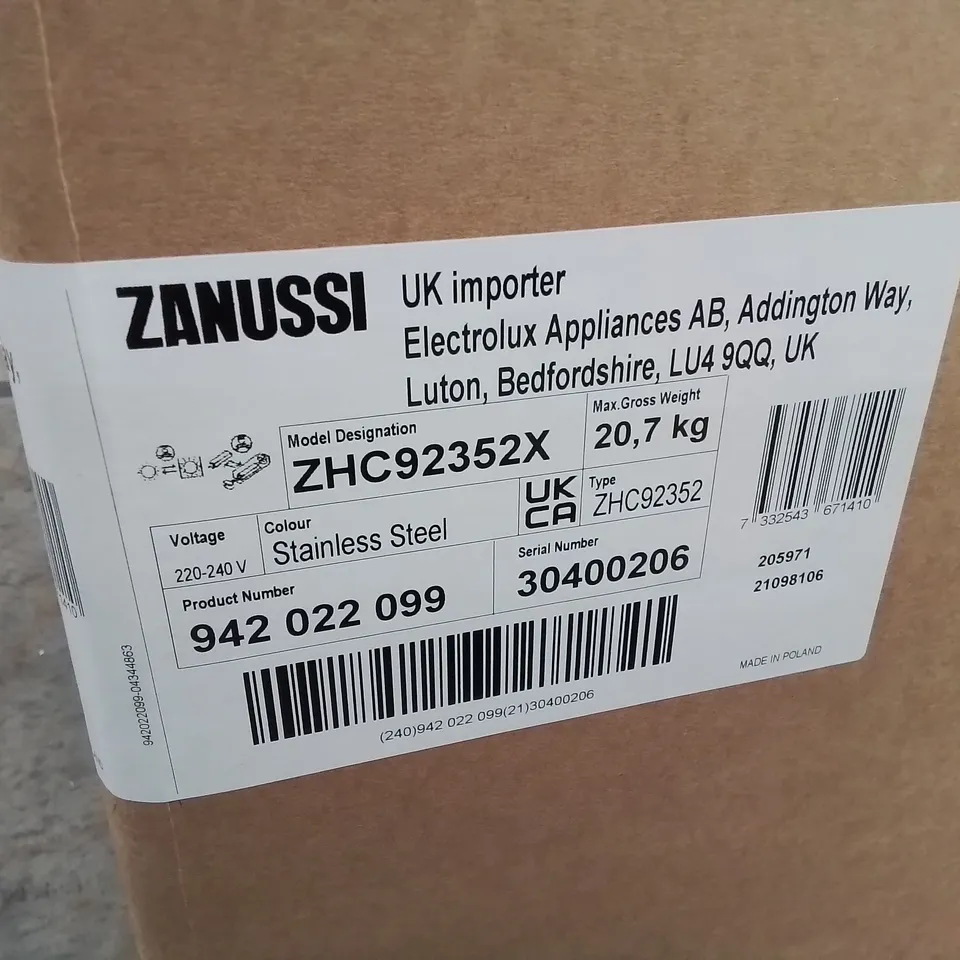 ZANUSSI
UK importer
Electrolux Appliances AB, Addington Way,
Luton, Bedfordshire, LU4 9QQ, UK
Model Designation
ZHC92352X
Max.Gross Weight
20,7 kg
UK
CA
Type
ZHC92352
Voltage
220-240 V
Colour
Stainless Steel
Product Number
942 022 099
Serial Number
30400206
(240)942 022 099(21)30400206
7 332543 671410
205971
21098106
MADE IN POLAND
942022099-04344863